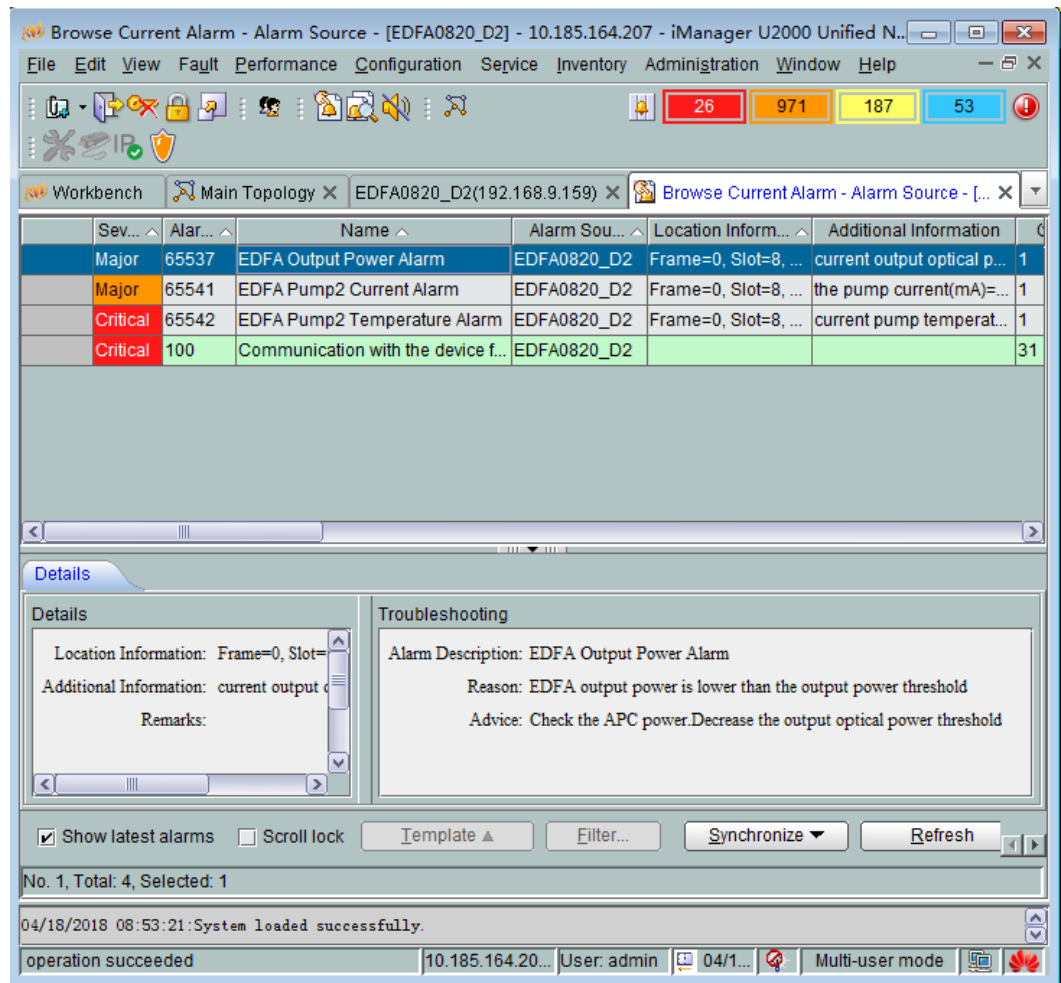 Browse Current Alarm - Alarm Source - [EDFA0820_D2] - 10.185.164.207 - iManager U2000 Unified N..
File Edit View Fault Performance Configuration Service Inventory Administration Window Help
26 971 187 53
IP
Workbench Main Topology EDFA0820_D2(192.168.9.159) Browse Current Alarm - Alarm Source - [...
Sev... Alar... Name Alarm Sou... Location Inform... Additional Information
Major 65537 EDFA Output Power Alarm EDFA0820_D2 Frame=0, Slot=8, ... current output optical p... 1
Major 65541 EDFA Pump2 Current Alarm EDFA0820_D2 Frame=0, Slot=8, ... the pump current(mA)=... 1
Critical 65542 EDFA Pump2 Temperature Alarm EDFA0820_D2 Frame=0, Slot=8, ... current pump temperat... 1
Critical 100 Communication with the device f... EDFA0820_D2 31
Details
Details
Location Information: Frame=0, Slot=
Additional Information: current output
Remarks:
Troubleshooting
Alarm Description: EDFA Output Power Alarm
Reason: EDFA output power is lower than the output power threshold
Advice: Check the APC power.Decrease the output optical power threshold
Show latest alarms Scroll lock Template Filter... Synchronize Refresh
No. 1, Total: 4, Selected: 1
04/18/2018 08:53:21:System loaded successfully.
operation succeeded 10.185.164.20... User: admin 04/1... Multi-user mode